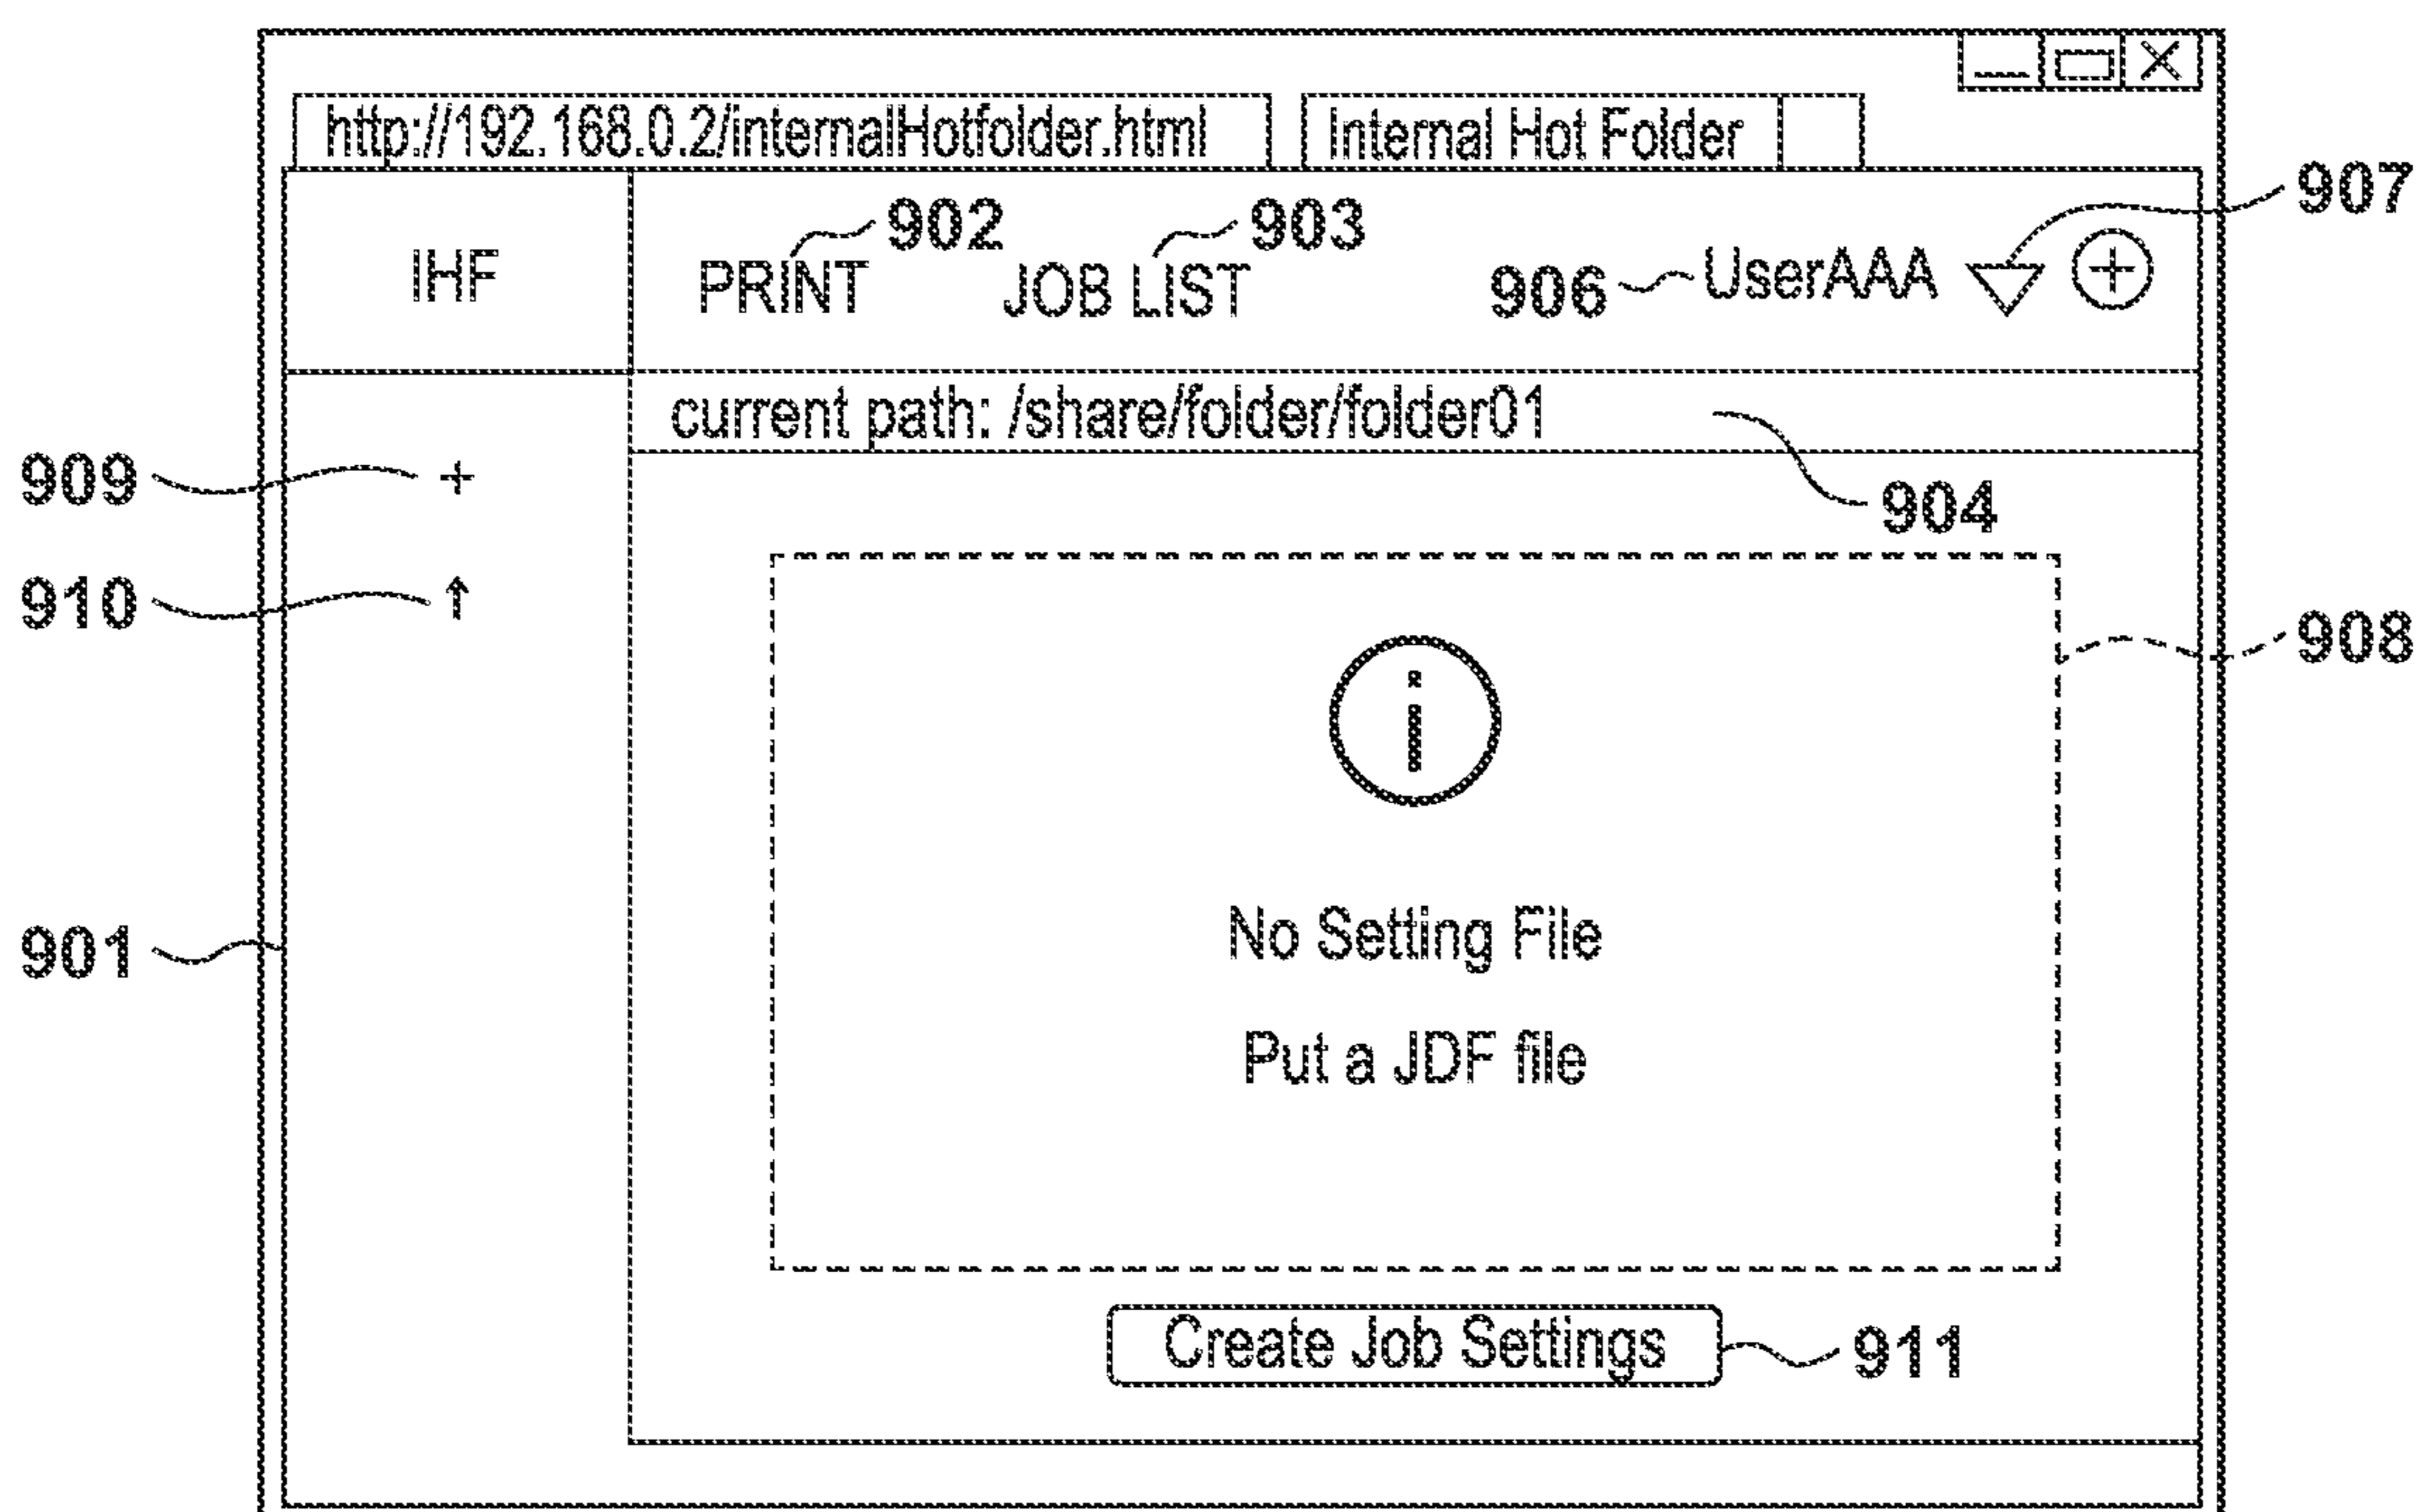 http://192.168.0.2/internalHotfolder.html Internal Hot Folder
907
902 903
IHF PRINT JOB LIST 906 UserAAA
current path: /share/folder/folder01
909 +
904
910 ↑
908
i
No Setting File
901
Put a JDF file
Create Job Settings 911